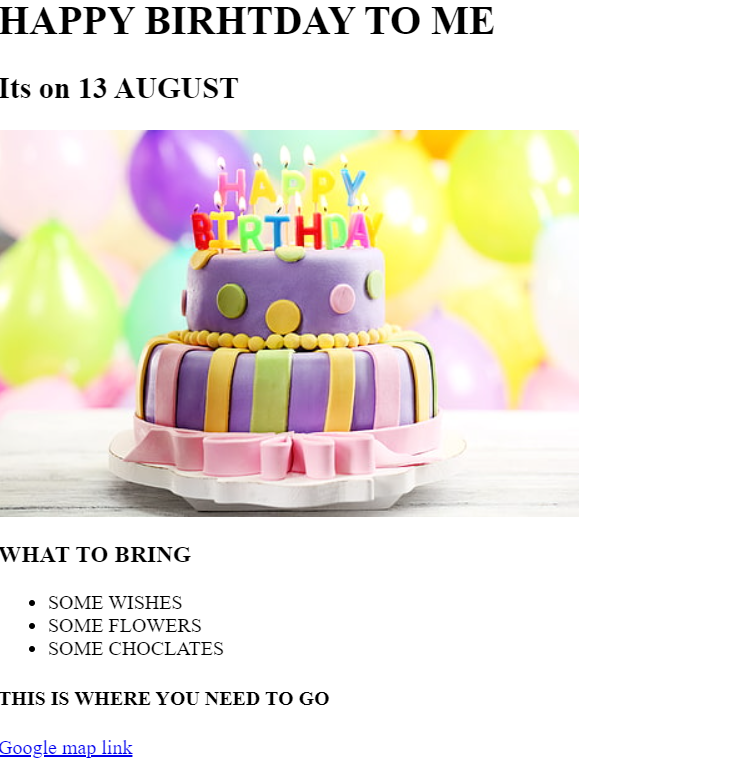 HAPPY BIRHTDAY TO ME
Its on 13 AUGUST
HAPPY
BIRTHDAY
WHAT TO BRING
SOME WISHES
SOME FLOWERS
SOME CHOCLATES
THIS IS WHERE YOU NEED TO GO
Google map link